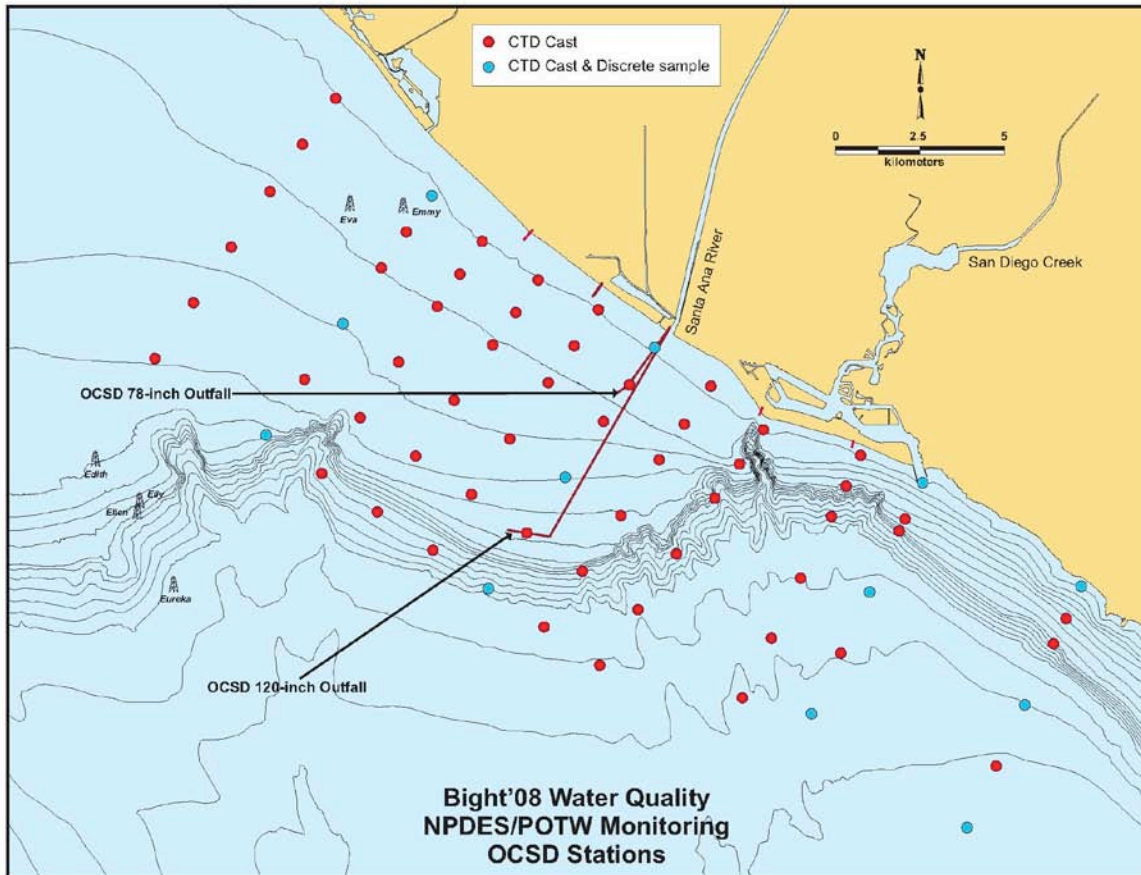 CTD Cast
CTD Cast & Discrete sample
N
0 2.5 5
kilometers
Eva
Emmy
Santa Ana River
San Diego Creek
OCSD 78-inch Outfall
Edith
Elly
Ellen
Eureka
OCSD 120-inch Outfall
Bight'08 Water Quality
NPDES/POTW Monitoring
OCSD Stations